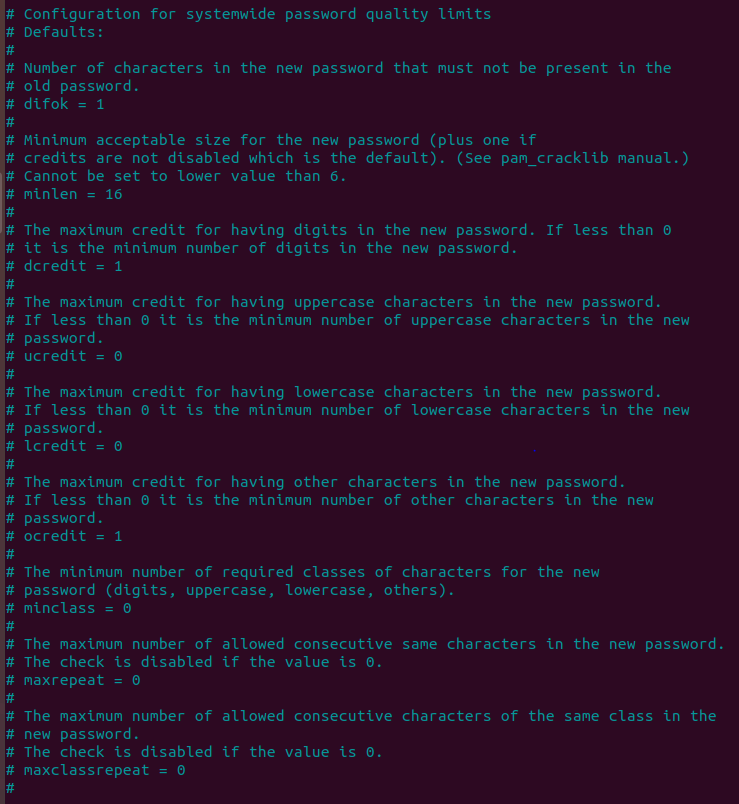 # Configuration for systemwide password quality limits
# Defaults:
#
# Number of characters in the new password that must not be present in the
# old password.
# difok = 1
#
# Minimum acceptable size for the new password (plus one if
# credits are not disabled which is the default). (See pam_cracklib manual.)
# Cannot be set to lower value than 6.
# minlen = 16
#
# The maximum credit for having digits in the new password. If less than 0
# it is the minimum number of digits in the new password.
# dcredit = 1
#
# The maximum credit for having uppercase characters in the new password.
# If less than 0 it is the minimum number of uppercase characters in the new
# password.
# ucredit = 0
#
# The maximum credit for having lowercase characters in the new password.
# If less than 0 it is the minimum number of lowercase characters in the new
# password.
# lcredit = 0
#
# The maximum credit for having other characters in the new password.
# If less than 0 it is the minimum number of other characters in the new
# password.
# ocredit = 1
#
# The minimum number of required classes of characters for the new
# password (digits, uppercase, lowercase, others).
# minclass = 0
#
# The maximum number of allowed consecutive same characters in the new password.
# The check is disabled if the value is 0.
# maxrepeat = 0
#
# The maximum number of allowed consecutive characters of the same class in the
# new password.
# The check is disabled if the value is 0.
# maxclassrepeat = 0
#